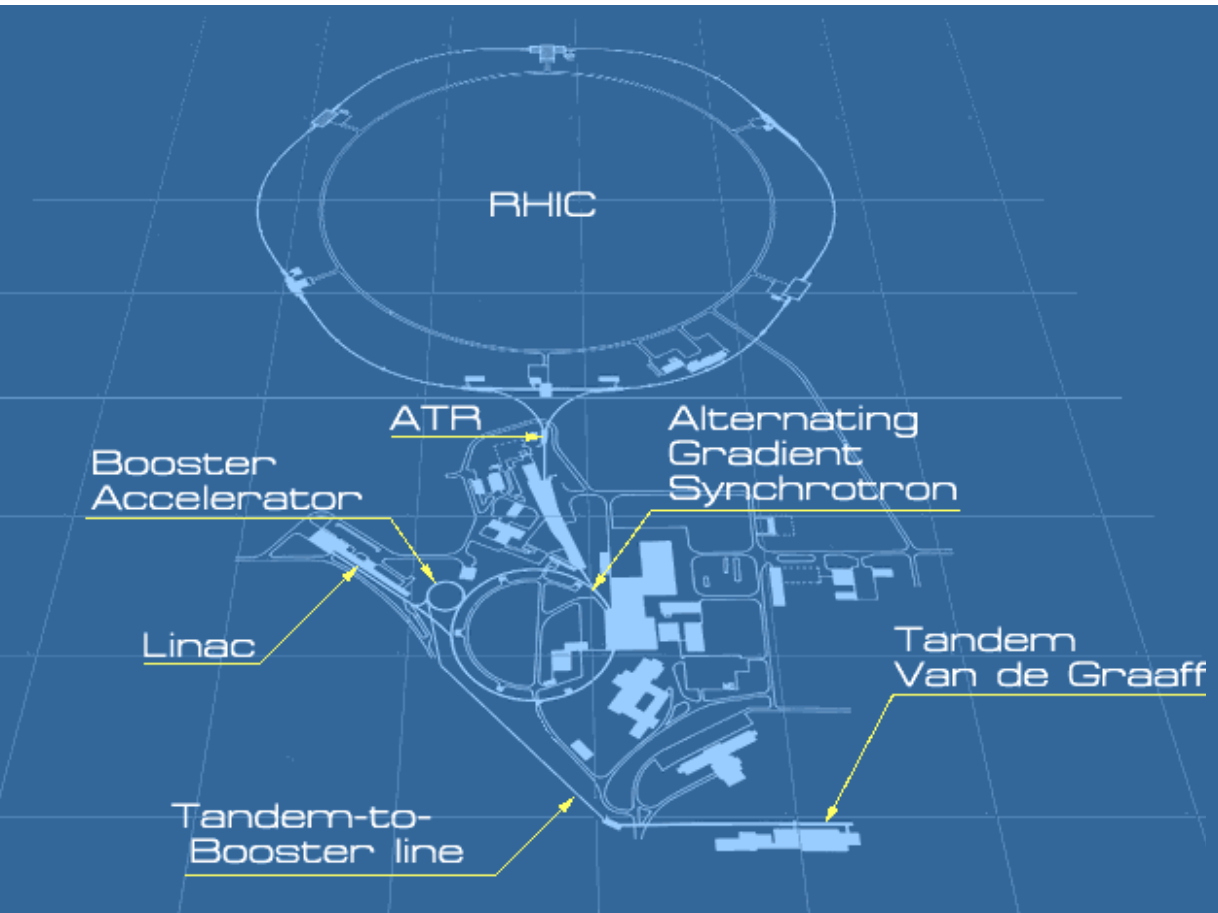 RHIC
ATR
Alternating
Gradient
Synchrotron
Booster
Accelerator
Linac
Tandem
Van de Graaff
Tandem-to-
Booster line